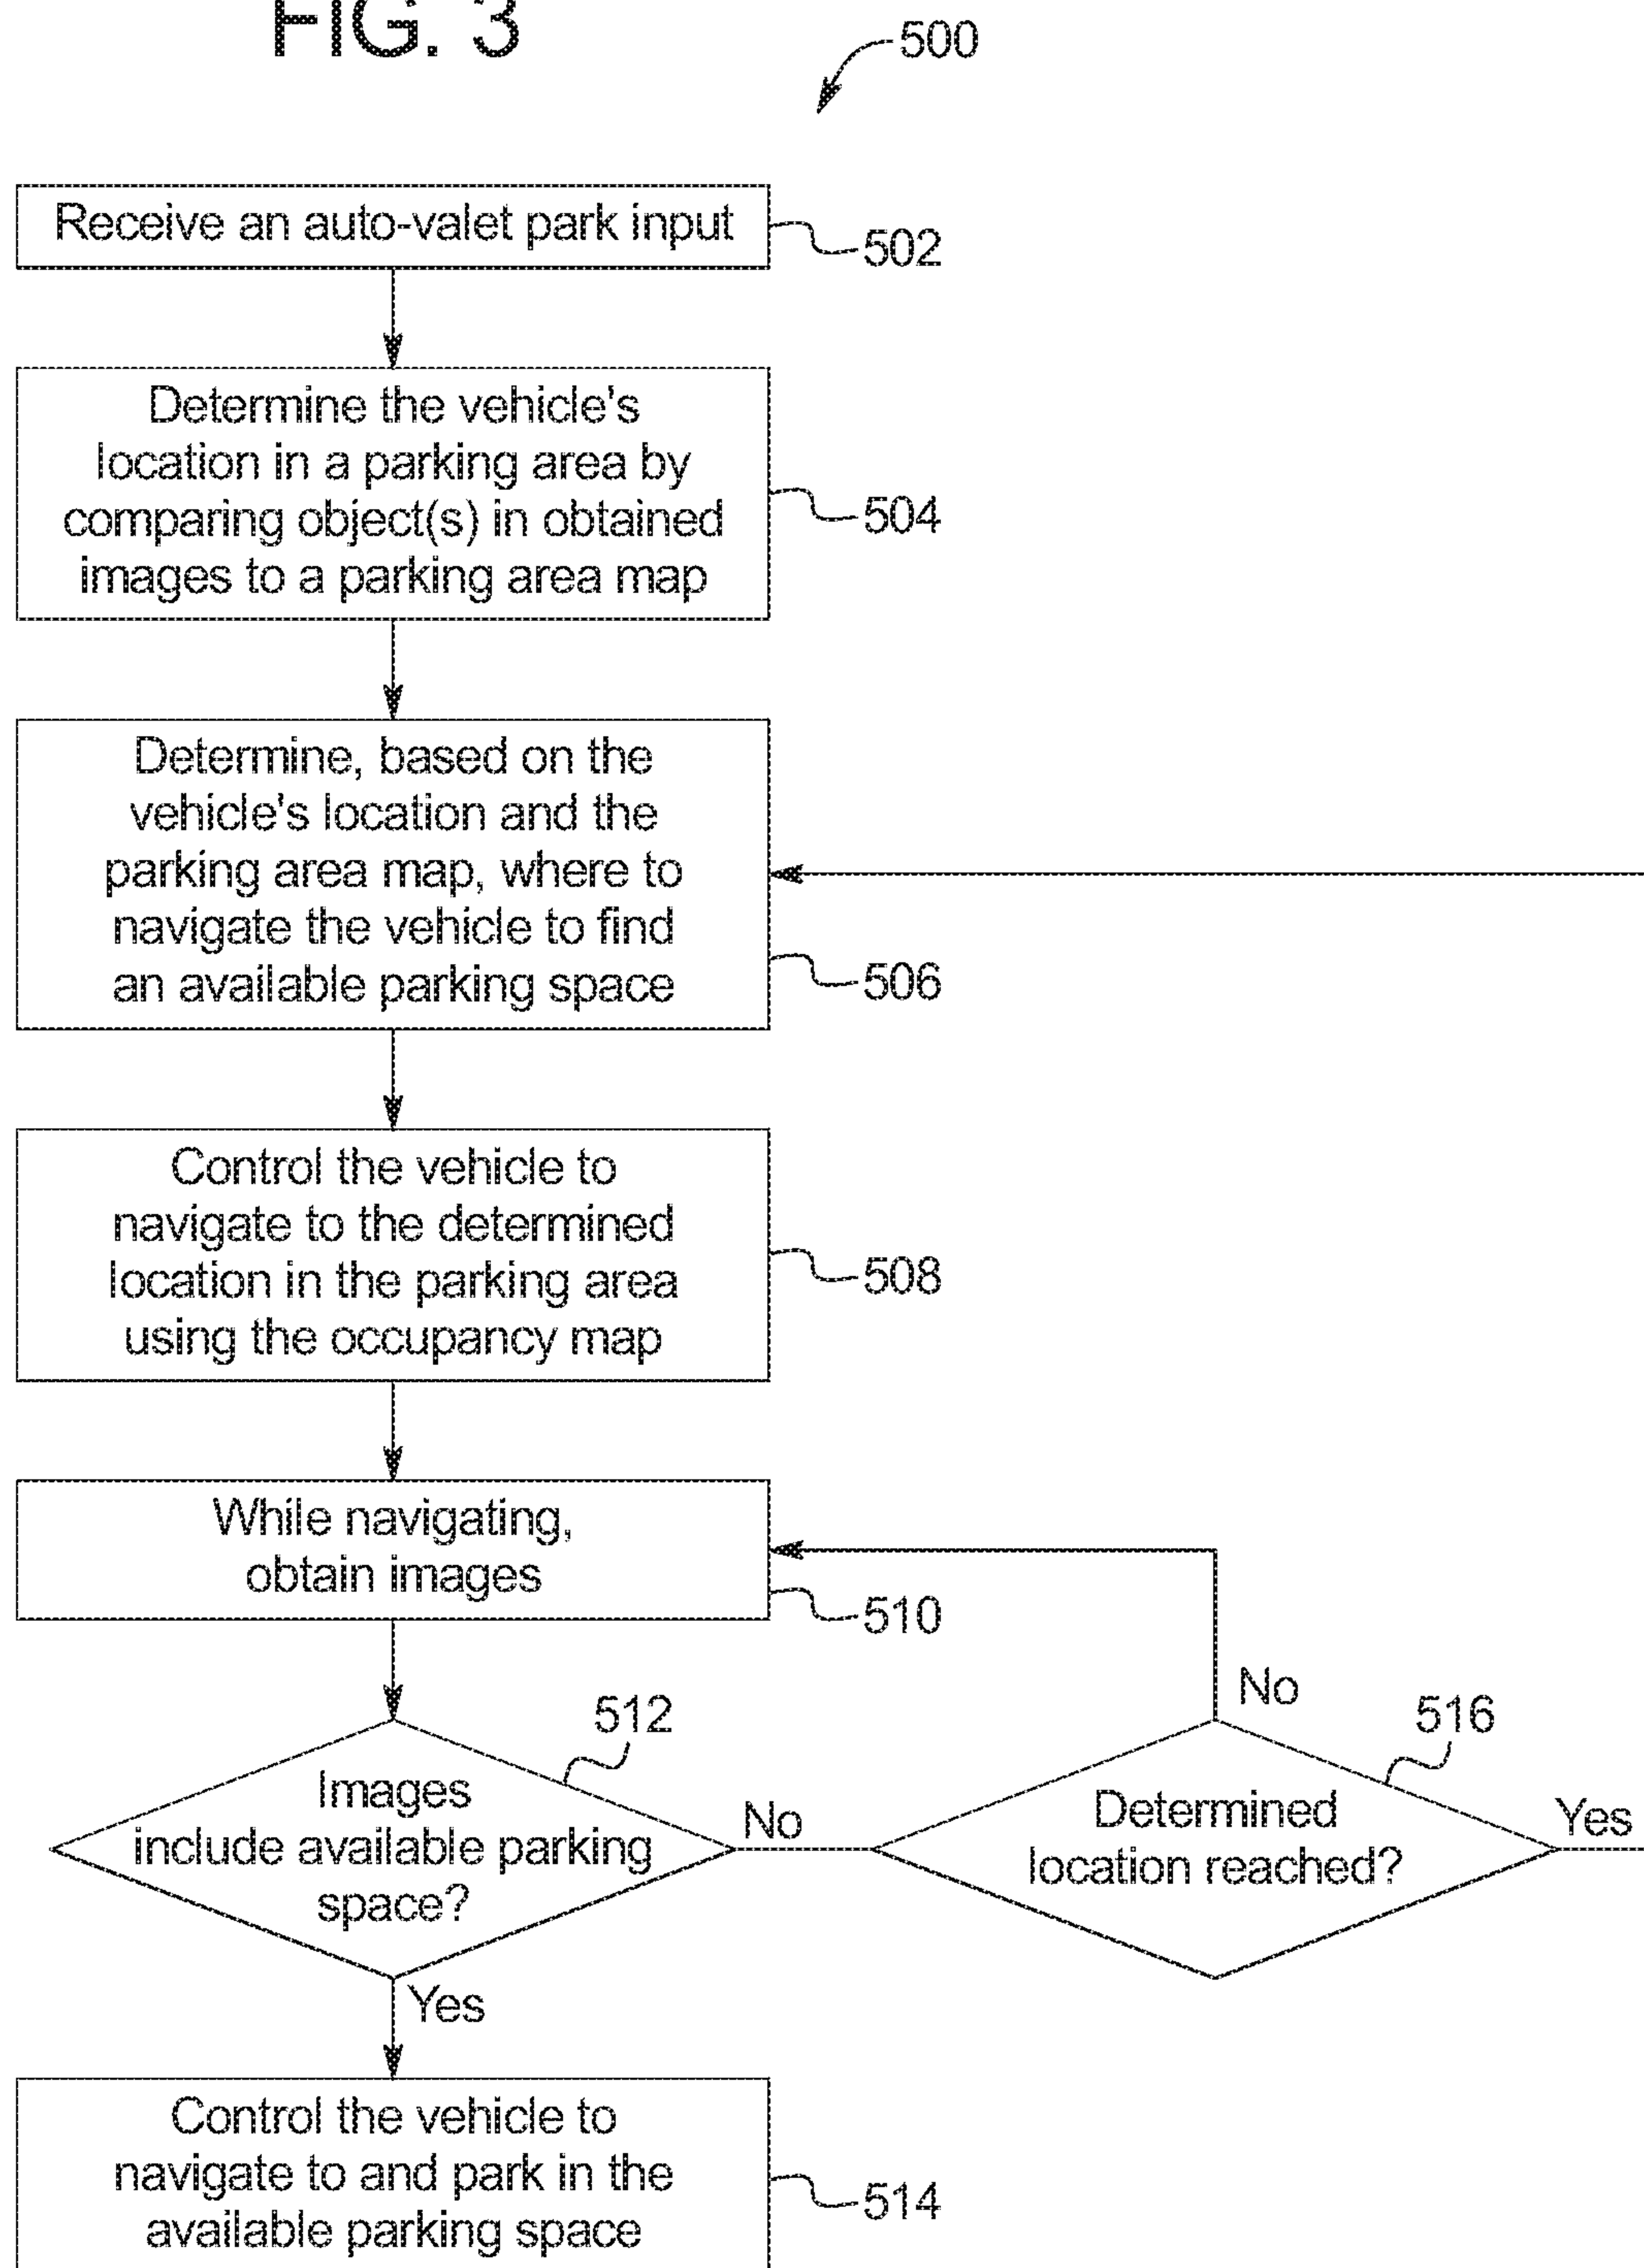 FIG. 3
500
Receive an auto-valet park input
502
Determine the vehicle's
location in a parking area by
comparing object(s) in obtained
images to a parking area map
504
Determine, based on the
vehicle's location and the
parking area map, where to
navigate the vehicle to find
an available parking space
506
Control the vehicle to
navigate to the determined
location in the parking area
using the occupancy map
508
While navigating,
obtain images
510
512
Images
include available parking
space?
No
Yes
No
516
Determined
location reached?
Yes
Control the vehicle to
navigate to and park in the
available parking space
514